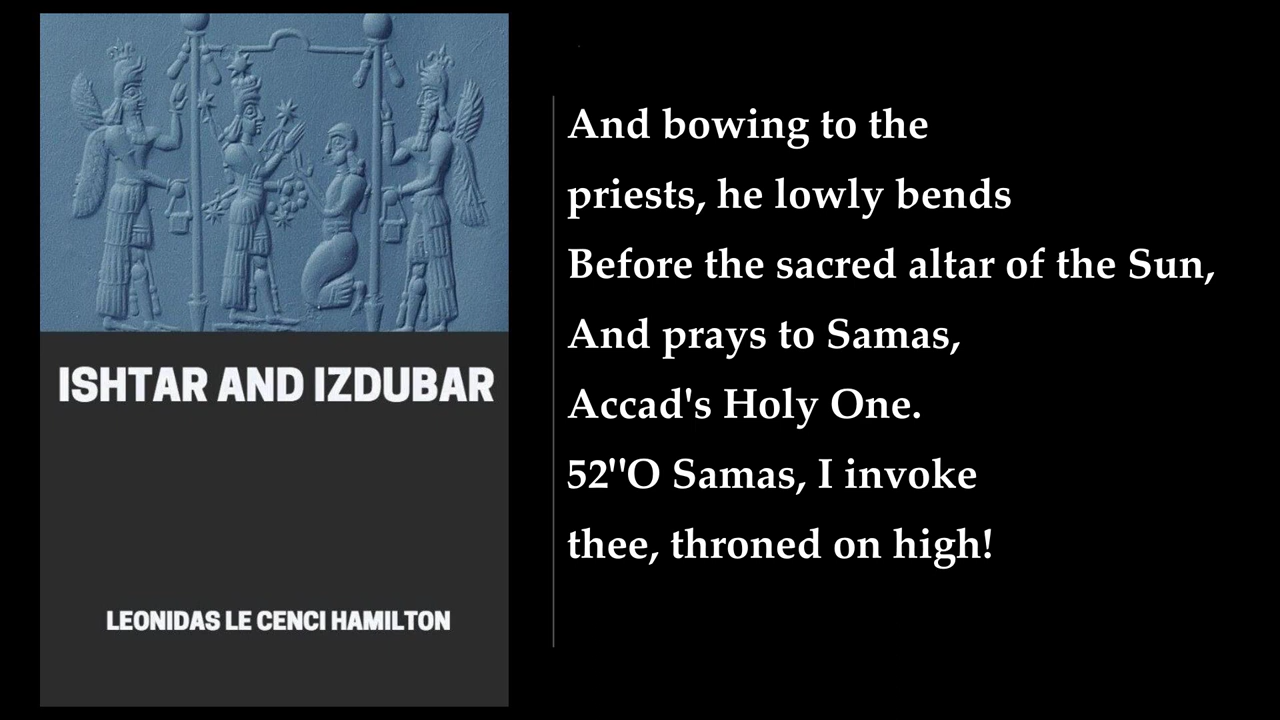 ISHTAR AND IZDUBAR
LEONIDAS LE CENCI HAMILTON
And bowing to the
priests, he lowly bends
Before the sacred altar of the Sun,
And prays to Samas,
Accad's Holy One.
52"O Samas, I invoke
thee, throned on high!